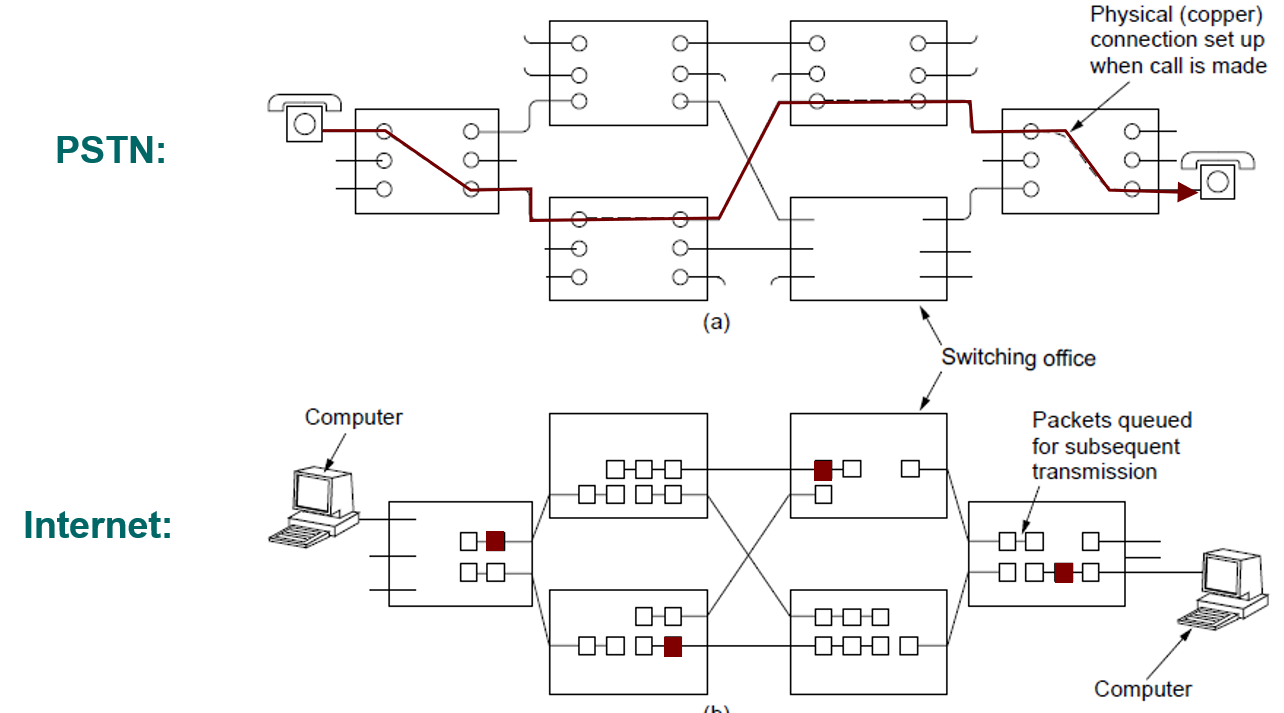 Physical (copper)
connection set up
when call is made
PSTN:
(a)
Switching office
Computer
Packets queued
for subsequent
transmission
Internet:
Computer
(b)